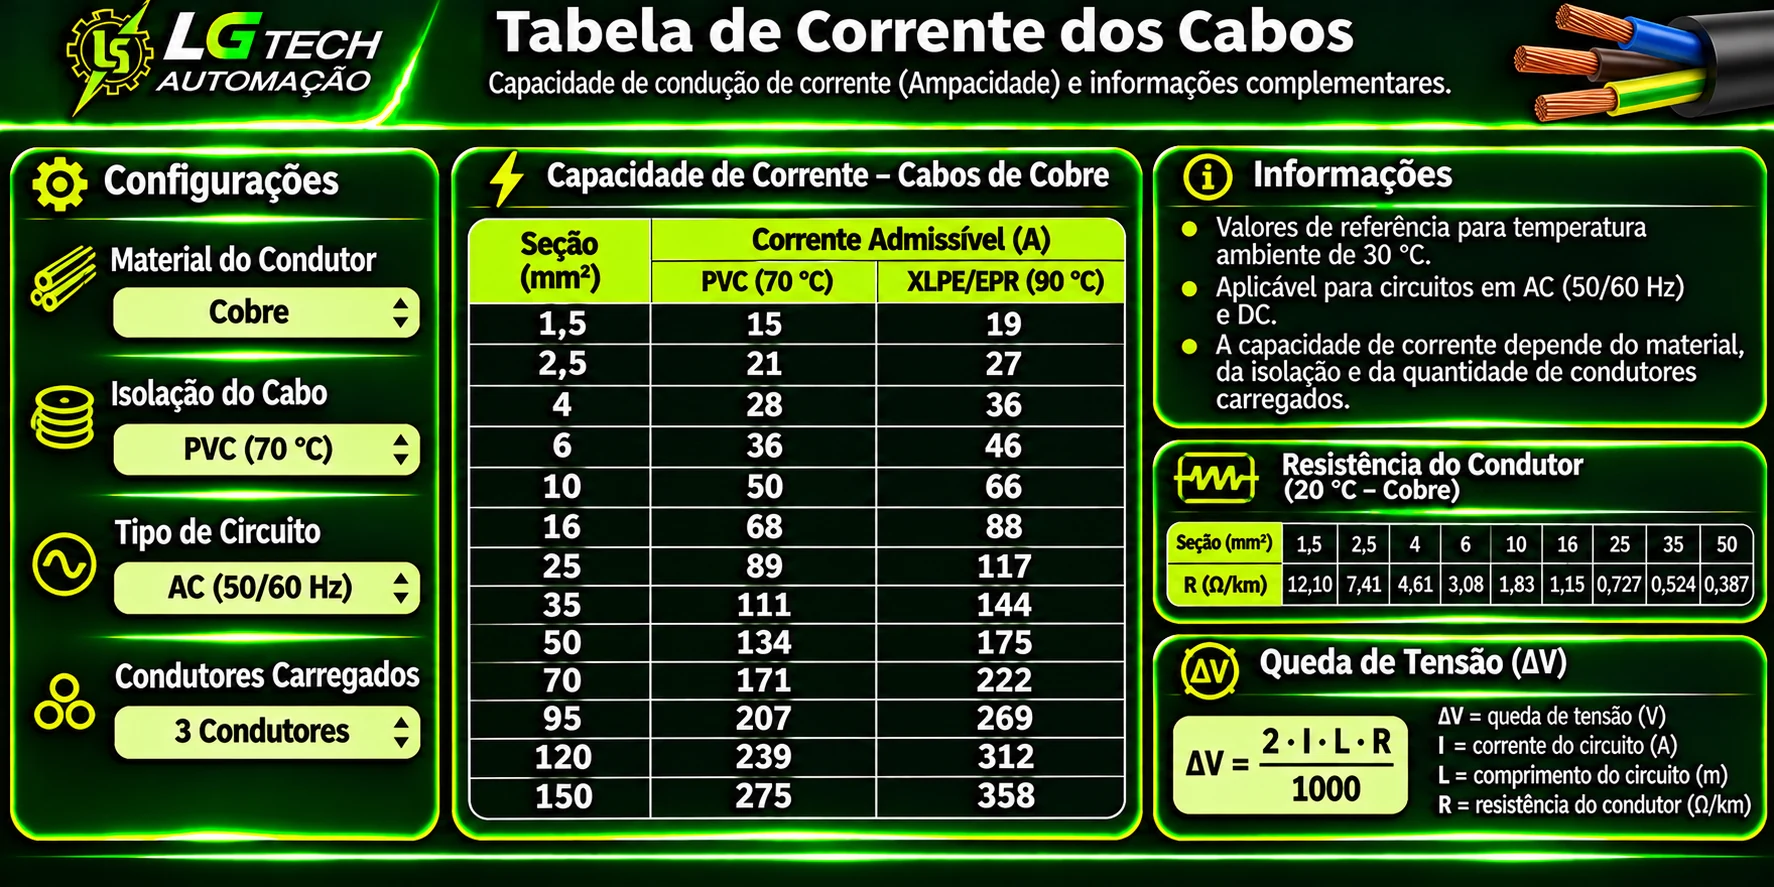 LG TECH
AUTOMAÇÃO
Tabela de Corrente dos Cabos
Capacidade de condução de corrente (Ampacidade) e informações complementares.
Configurações
Material do Condutor
Cobre
Isolação do Cabo
PVC (70 °C)
Tipo de Circuito
AC (50/60 Hz)
Condutores Carregados
3 Condutores
Capacidade de Corrente – Cabos de Cobre
Seção (mm²) Corrente Admissível (A)
PVC (70 °C) XLPE/EPR (90 °C)
1,5 15 19
2,5 21 27
4 28 36
6 36 46
10 50 66
16 68 88
25 89 117
35 111 144
50 134 175
70 171 222
95 207 269
120 239 312
150 275 358
Informações
Valores de referência para temperatura
ambiente de 30 °C.
Aplicável para circuitos em AC (50/60 Hz)
e DC.
A capacidade de corrente depende do material,
da isolação e da quantidade de condutores
carregados.
Resistência do Condutor
(20 °C – Cobre)
Seção (mm²) 1,5 2,5 4 6 10 16 25 35 50
R (Ω/km) 12,10 7,41 4,61 3,08 1,83 1,15 0,727 0,524 0,387
ΔV Queda de Tensão (ΔV)
ΔV = 2 · I · L · R
1000
ΔV = queda de tensão (V)
I = corrente do circuito (A)
L = comprimento do circuito (m)
R = resistência do condutor (Ω/km)